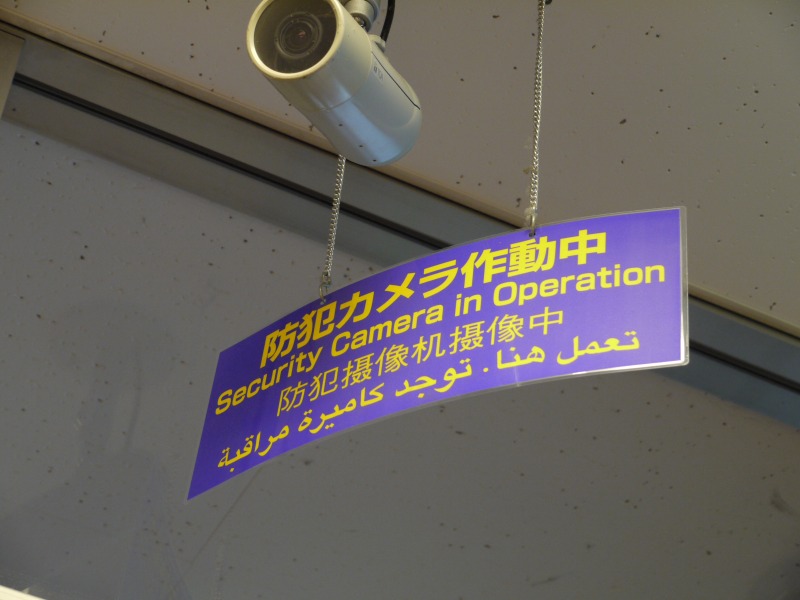 防犯カメラ作動中
Security Camera in Operation
防犯摄像机摄像中
تعمل هنا. توجد كاميرة مراقبة